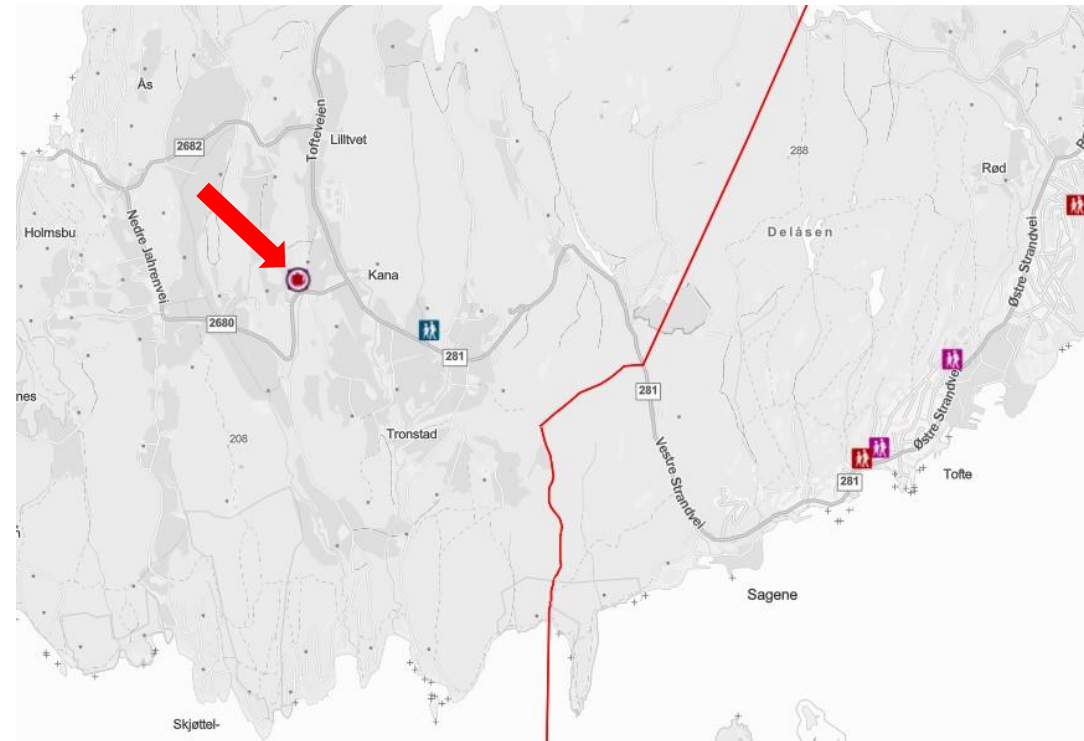 Ås
Tofteveien
Lilltvet
2682
288
Rød
Holmsbu
Nedre Jahrenvei
Delåsen
Østre Strandvei
Kana
2680
281
281
nes
208
Tronstad
Vestre Strandvei
Østre Strandvei
281
Tofte
Sagene
Skjøttel-